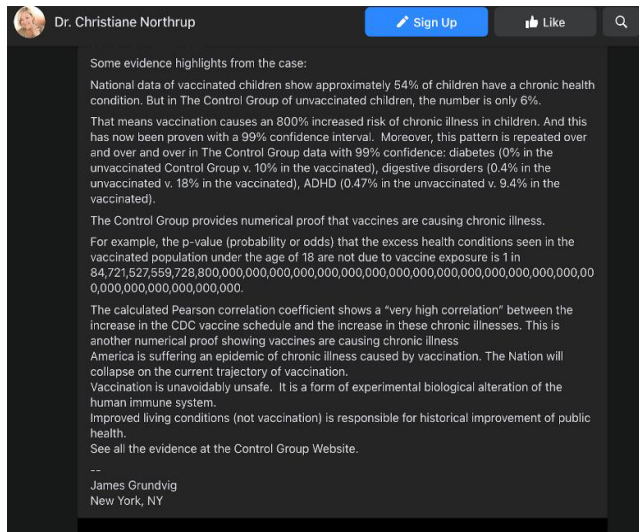 Dr. Christiane Northrup
Sign Up
Like
Some evidence highlights from the case:
National data of vaccinated children show approximately 54% of children have a chronic health
condition. But in The Control Group of unvaccinated children, the number is only 6%.
That means vaccination causes an 800% increased risk of chronic illness in children. And this
has now been proven with a 99% confidence interval.  Moreover, this pattern is repeated over
and over and over in The Control Group data with 99% confidence: diabetes (0% in the
unvaccinated Control Group v. 10% in the vaccinated), digestive disorders (0.4% in the
unvaccinated v. 18% in the vaccinated), ADHD (0.47% in the unvaccinated v. 9.4% in the
vaccinated).
The Control Group provides numerical proof that vaccines are causing chronic illness.
For example, the p-value (probability or odds) that the excess health conditions seen in the
vaccinated population under the age of 18 are not due to vaccine exposure is 1 in
84,721,527,559,728,800,000,000,000,000,000,000,000,000,000,000,000,000,000,000,000,00
0,000,000,000,000,000,000.
The calculated Pearson correlation coefficient shows a "very high correlation" between the
increase in the CDC vaccine schedule and the increase in these chronic illnesses. This is
another numerical proof showing vaccines are causing chronic illness
America is suffering an epidemic of chronic illness caused by vaccination. The Nation will
collapse on the current trajectory of vaccination.
Vaccination is unavoidably unsafe.  It is a form of experimental biological alteration of the
human immune system.
Improved living conditions (not vaccination) is responsible for historical improvement of public
health.
See all the evidence at the Control Group Website.
--
James Grundvig
New York, NY